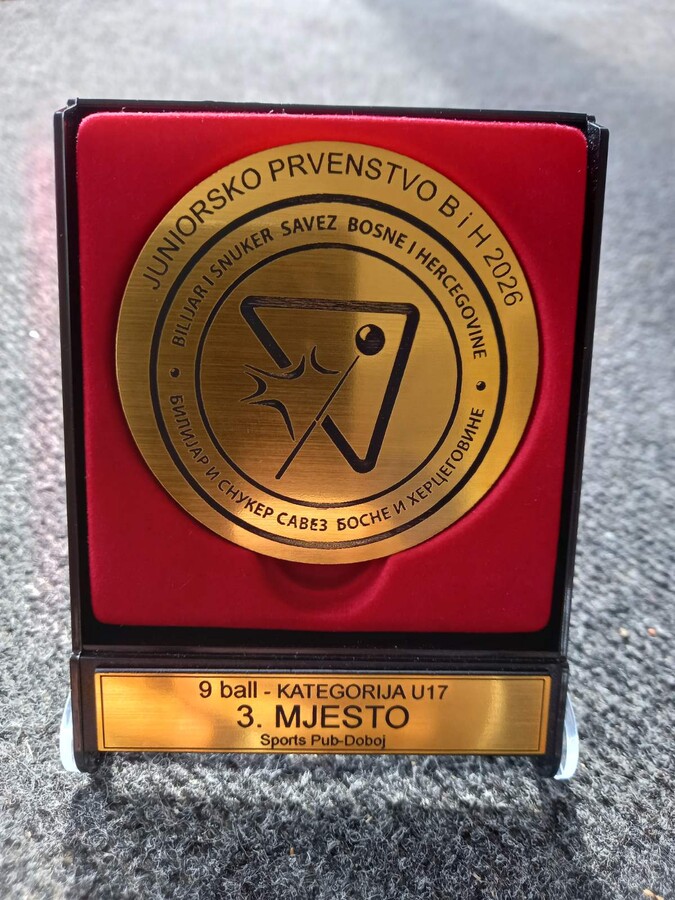 JUNIORSKO PRVENSTVO B i H 2026
BILIJAR I SNUKER SAVEZ BOSNE I HERCEGOVINE
БИЛИЈАР И СНУКЕР САВЕЗ БОСНЕ И ХЕРЦЕГОВИНЕ
9 ball - KATEGORIJA U17
3. MJESTO
Sports Pub-Doboj